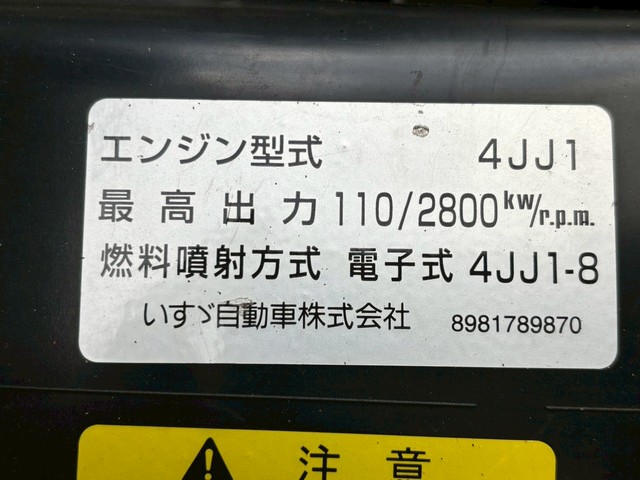 エンジン型式 4JJ1
最高出力 110/2800kW/r.p.m.
燃料噴射方式 電子式 4JJ1-8
いすゞ自動車株式会社 8981789870
注意